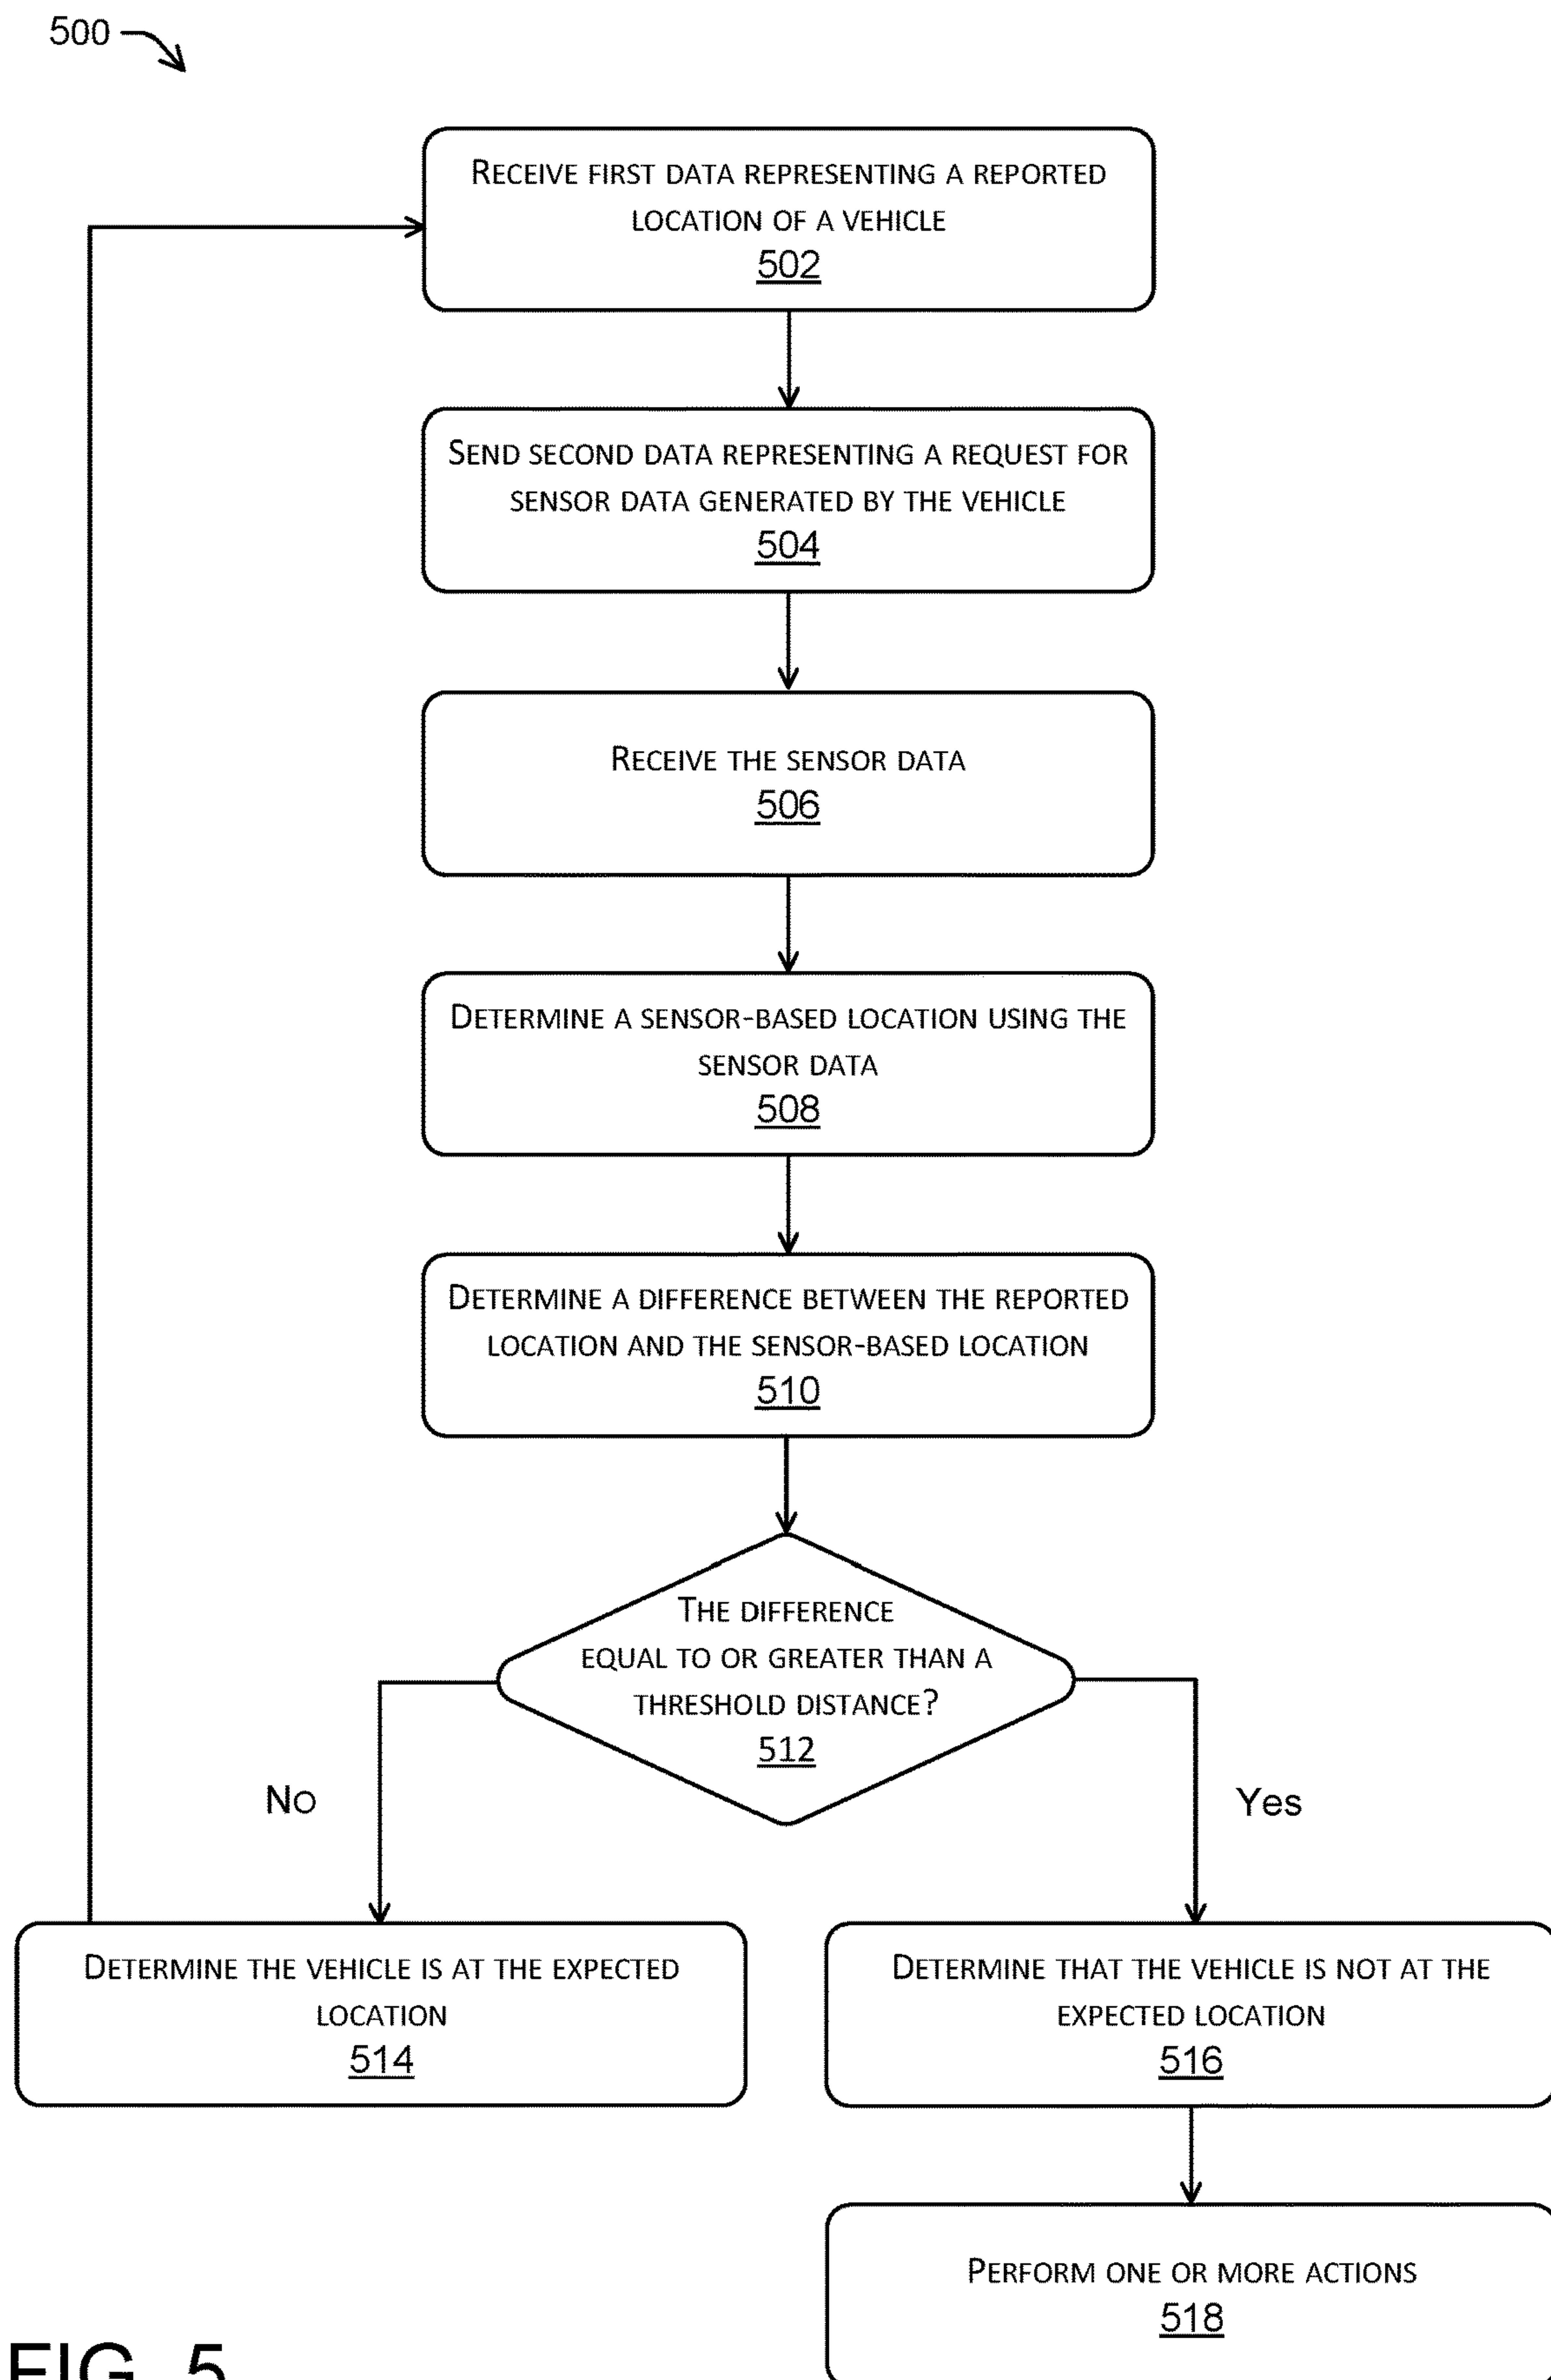 500
RECEIVE FIRST DATA REPRESENTING A REPORTED
LOCATION OF A VEHICLE
502
SEND SECOND DATA REPRESENTING A REQUEST FOR
SENSOR DATA GENERATED BY THE VEHICLE
504
RECEIVE THE SENSOR DATA
506
DETERMINE A SENSOR-BASED LOCATION USING THE
SENSOR DATA
508
DETERMINE A DIFFERENCE BETWEEN THE REPORTED
LOCATION AND THE SENSOR-BASED LOCATION
510
THE DIFFERENCE
EQUAL TO OR GREATER THAN A
THRESHOLD DISTANCE?
512
NO
Yes
DETERMINE THE VEHICLE IS AT THE EXPECTED
LOCATION
514
DETERMINE THAT THE VEHICLE IS NOT AT THE
EXPECTED LOCATION
516
PERFORM ONE OR MORE ACTIONS
518
FIG. 5